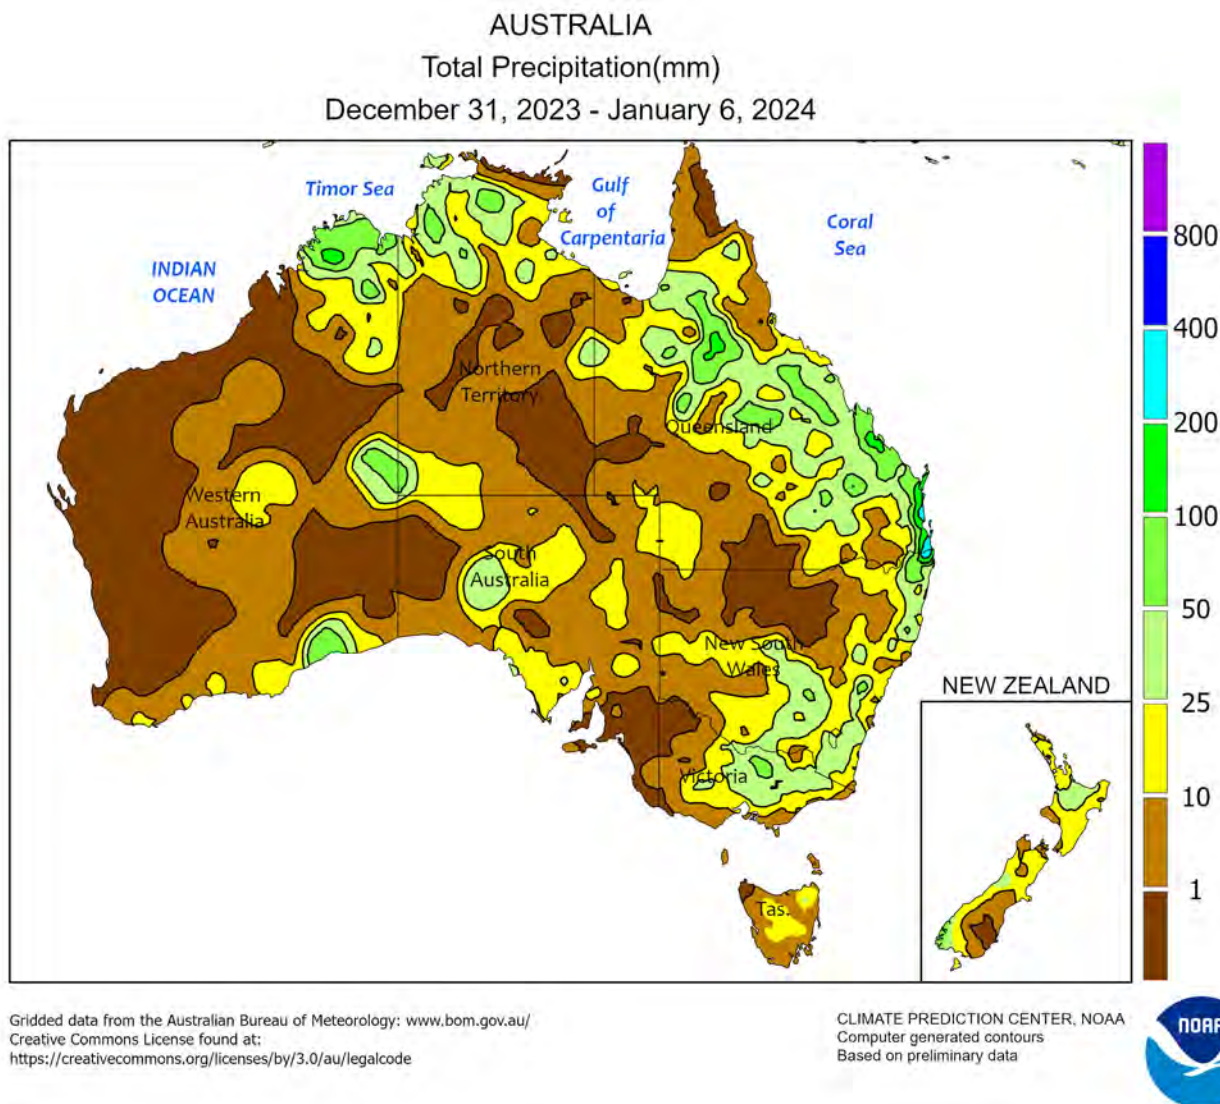 AUSTRALIA
Total Precipitation(mm)
December 31, 2023 - January 6, 2024
Timor Sea
Gulf
of
Carpentaria
Coral
Sea
INDIAN
OCEAN
Northern
Territory
Queensland
Western
Australia
South
Australia
New South
Wales
Victoria
Tas.
NEW ZEALAND
800
400
200
100
50
25
10
1
Gridded data from the Australian Bureau of Meteorology: www.bom.gov.au/
Creative Commons License found at:
https://creativecommons.org/licenses/by/3.0/au/legalcode
CLIMATE PREDICTION CENTER, NOAA
Computer generated contours
Based on preliminary data
NOAA